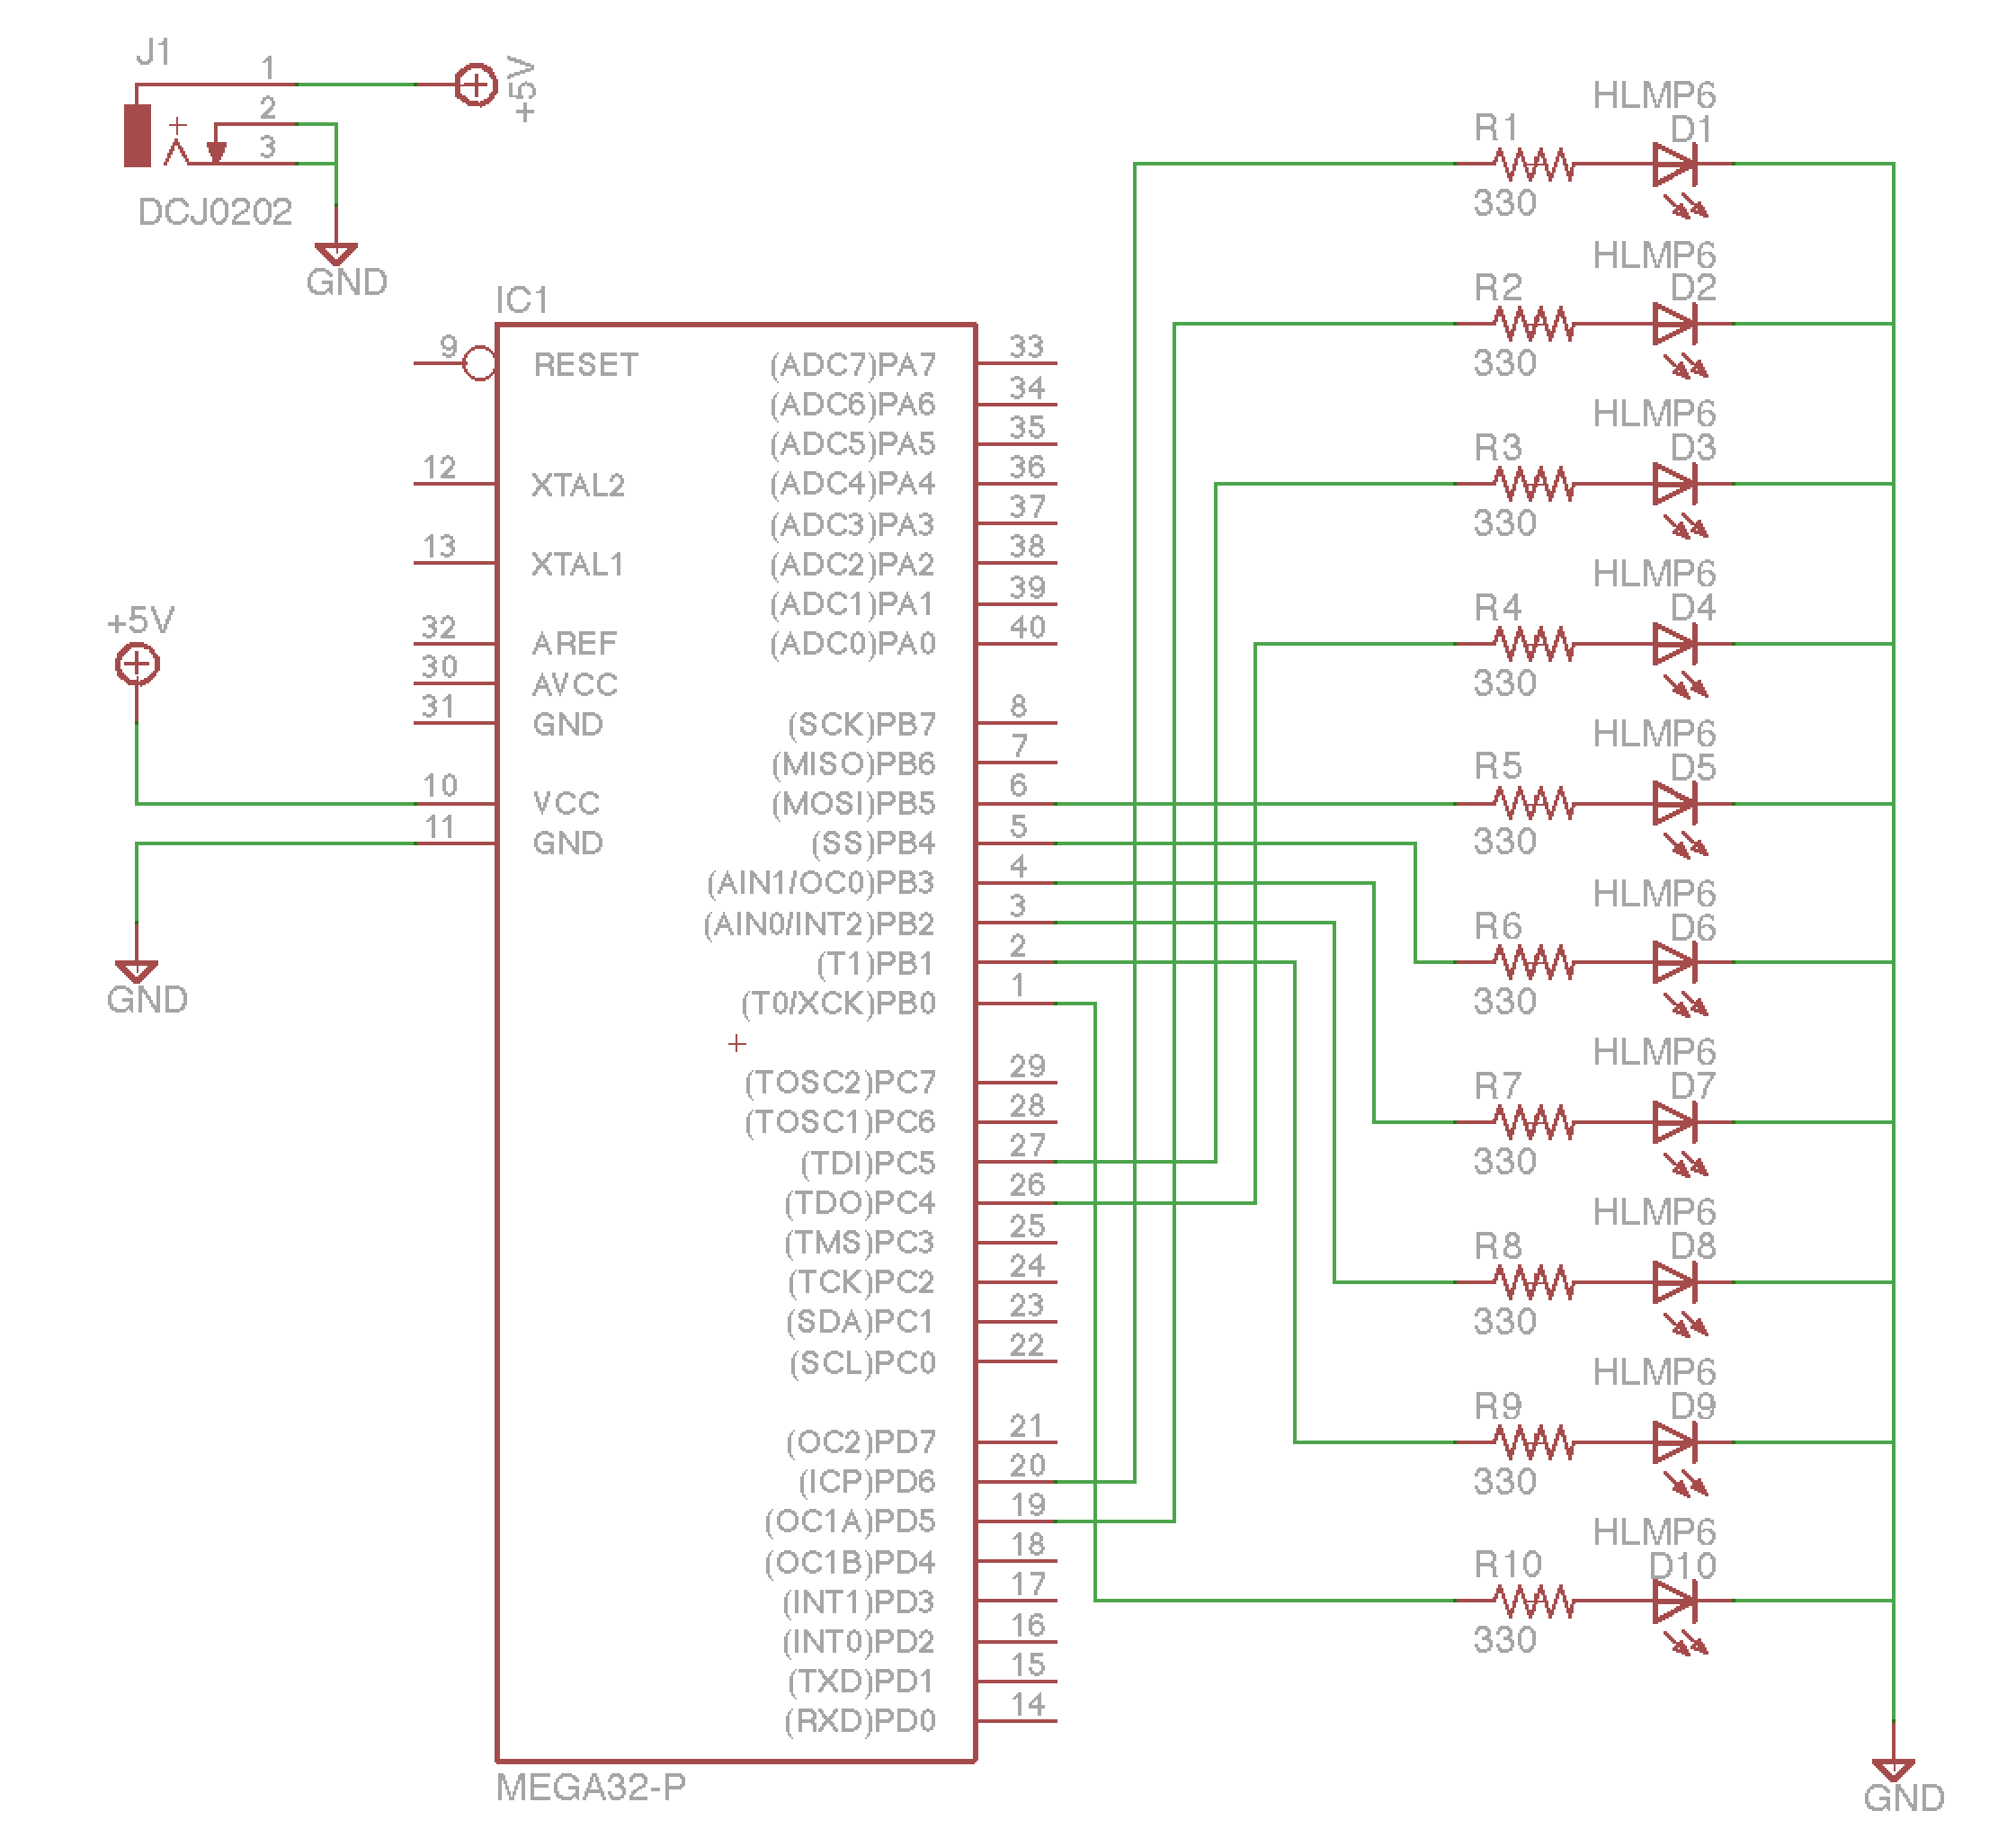 J1
1
+5V
2
3
DCJ0202
GND
IC1
9 RESET
12 XTAL2
13 XTAL1
32 AREF
30 AVCC
31 GND
10 VCC
11 GND
+5V
GND
(ADC7)PA7 33
(ADC6)PA6 34
(ADC5)PA5 35
(ADC4)PA4 36
(ADC3)PA3 37
(ADC2)PA2 38
(ADC1)PA1 39
(ADC0)PA0 40
(SCK)PB7 8
(MISO)PB6 7
(MOSI)PB5 6
(SS)PB4 5
(AIN1/OC0)PB3 4
(AIN0/INT2)PB2 3
(T1)PB1 2
(T0/XCK)PB0 1
(TOSC2)PC7 29
(TOSC1)PC6 28
(TDI)PC5 27
(TDO)PC4 26
(TMS)PC3 25
(TCK)PC2 24
(SDA)PC1 23
(SCL)PC0 22
(OC2)PD7 21
(ICP)PD6 20
(OC1A)PD5 19
(OC1B)PD4 18
(INT1)PD3 17
(INT0)PD2 16
(TXD)PD1 15
(RXD)PD0 14
MEGA32-P
HLMP6
R1 D1
330
HLMP6
R2 D2
330
HLMP6
R3 D3
330
HLMP6
R4 D4
330
HLMP6
R5 D5
330
HLMP6
R6 D6
330
HLMP6
R7 D7
330
HLMP6
R8 D8
330
HLMP6
R9 D9
330
HLMP6
R10 D10
330
GND